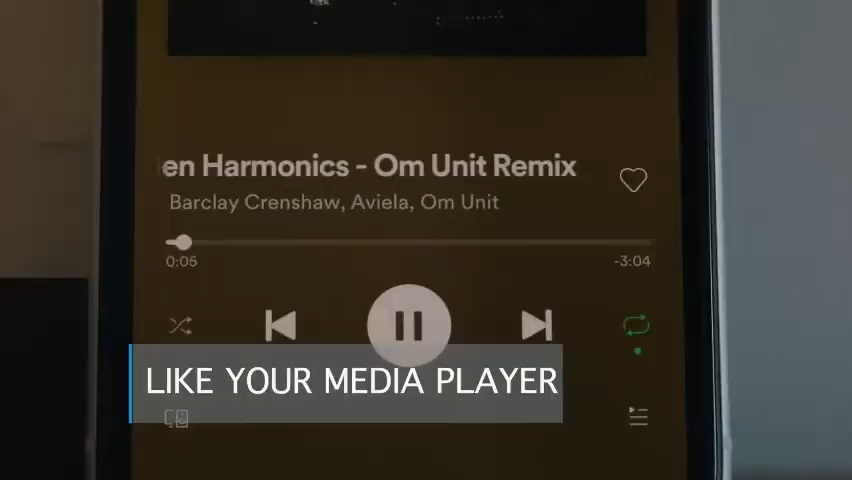 en Harmonics - Om Unit Remix
Barclay Crenshaw, Aviela, Om Unit
0:05
-3:04
LIKE YOUR MEDIA PLAYER